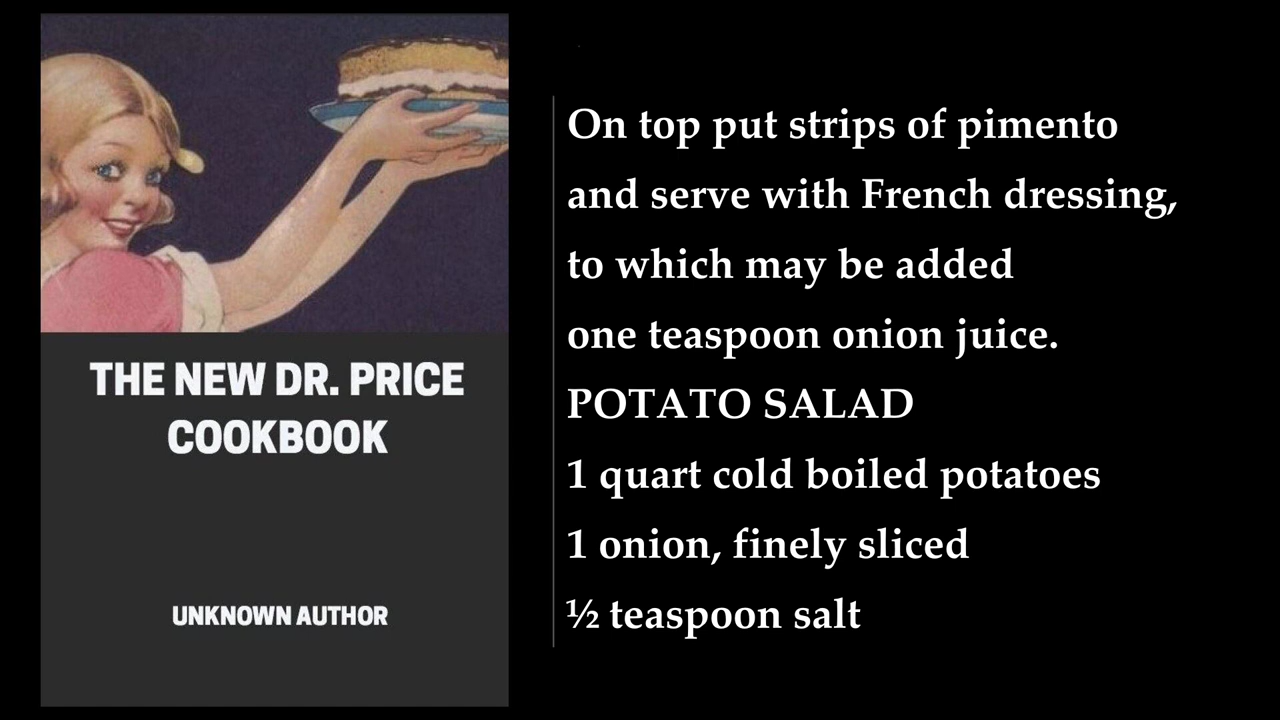 THE NEW DR. PRICE
COOKBOOK
UNKNOWN AUTHOR
On top put strips of pimento
and serve with French dressing,
to which may be added
one teaspoon onion juice.
POTATO SALAD
1 quart cold boiled potatoes
1 onion, finely sliced
½ teaspoon salt